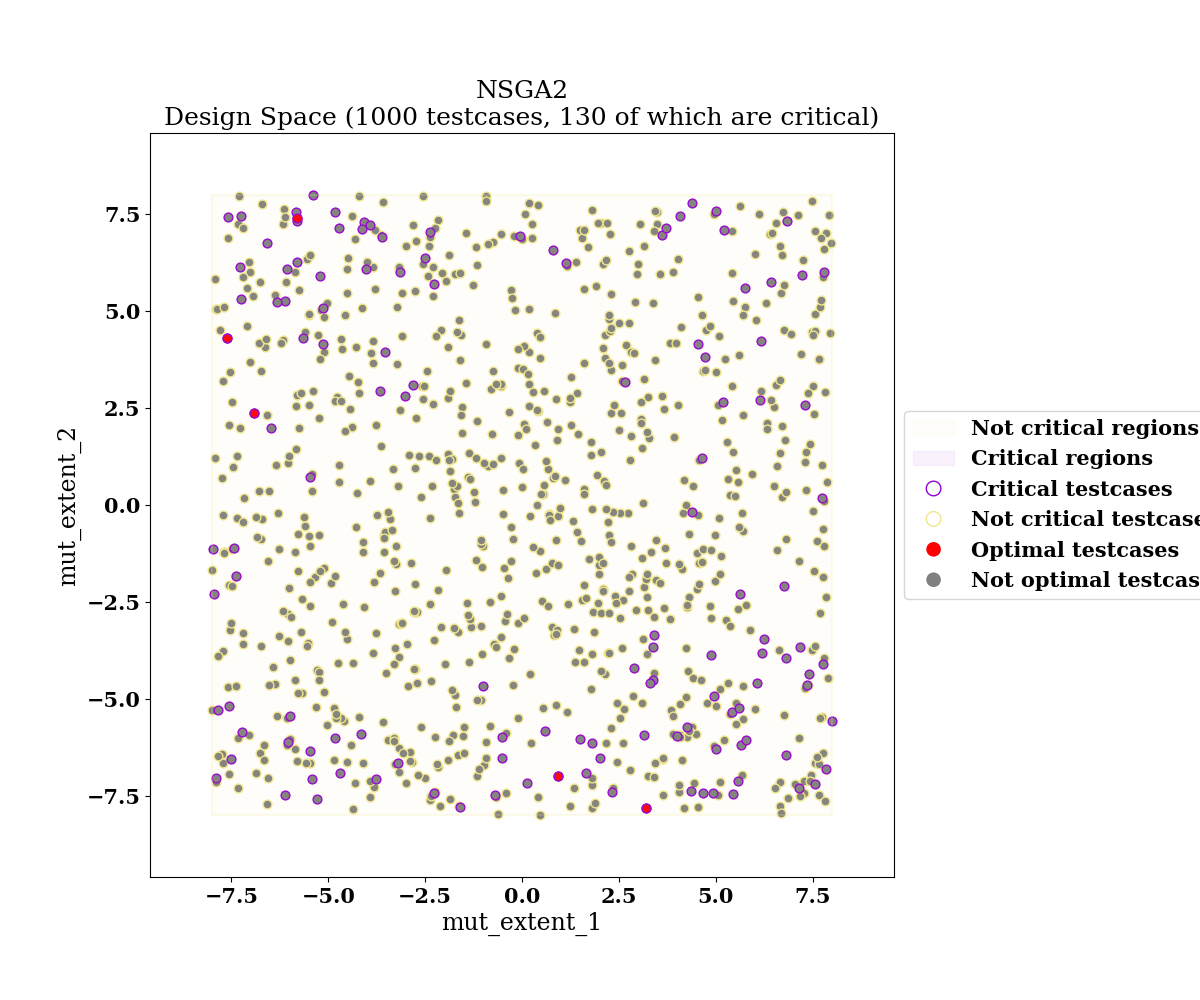 NSGA2
Design Space (1000 testcases, 130 of which are critical)
7.5
5.0
2.5
0.0
−2.5
−5.0
−7.5
mut_extent_2
−7.5
−5.0
−2.5
0.0
2.5
5.0
7.5
mut_extent_1
Not critical regions
Critical regions
Critical testcases
Not critical testcase
Optimal testcases
Not optimal testcas